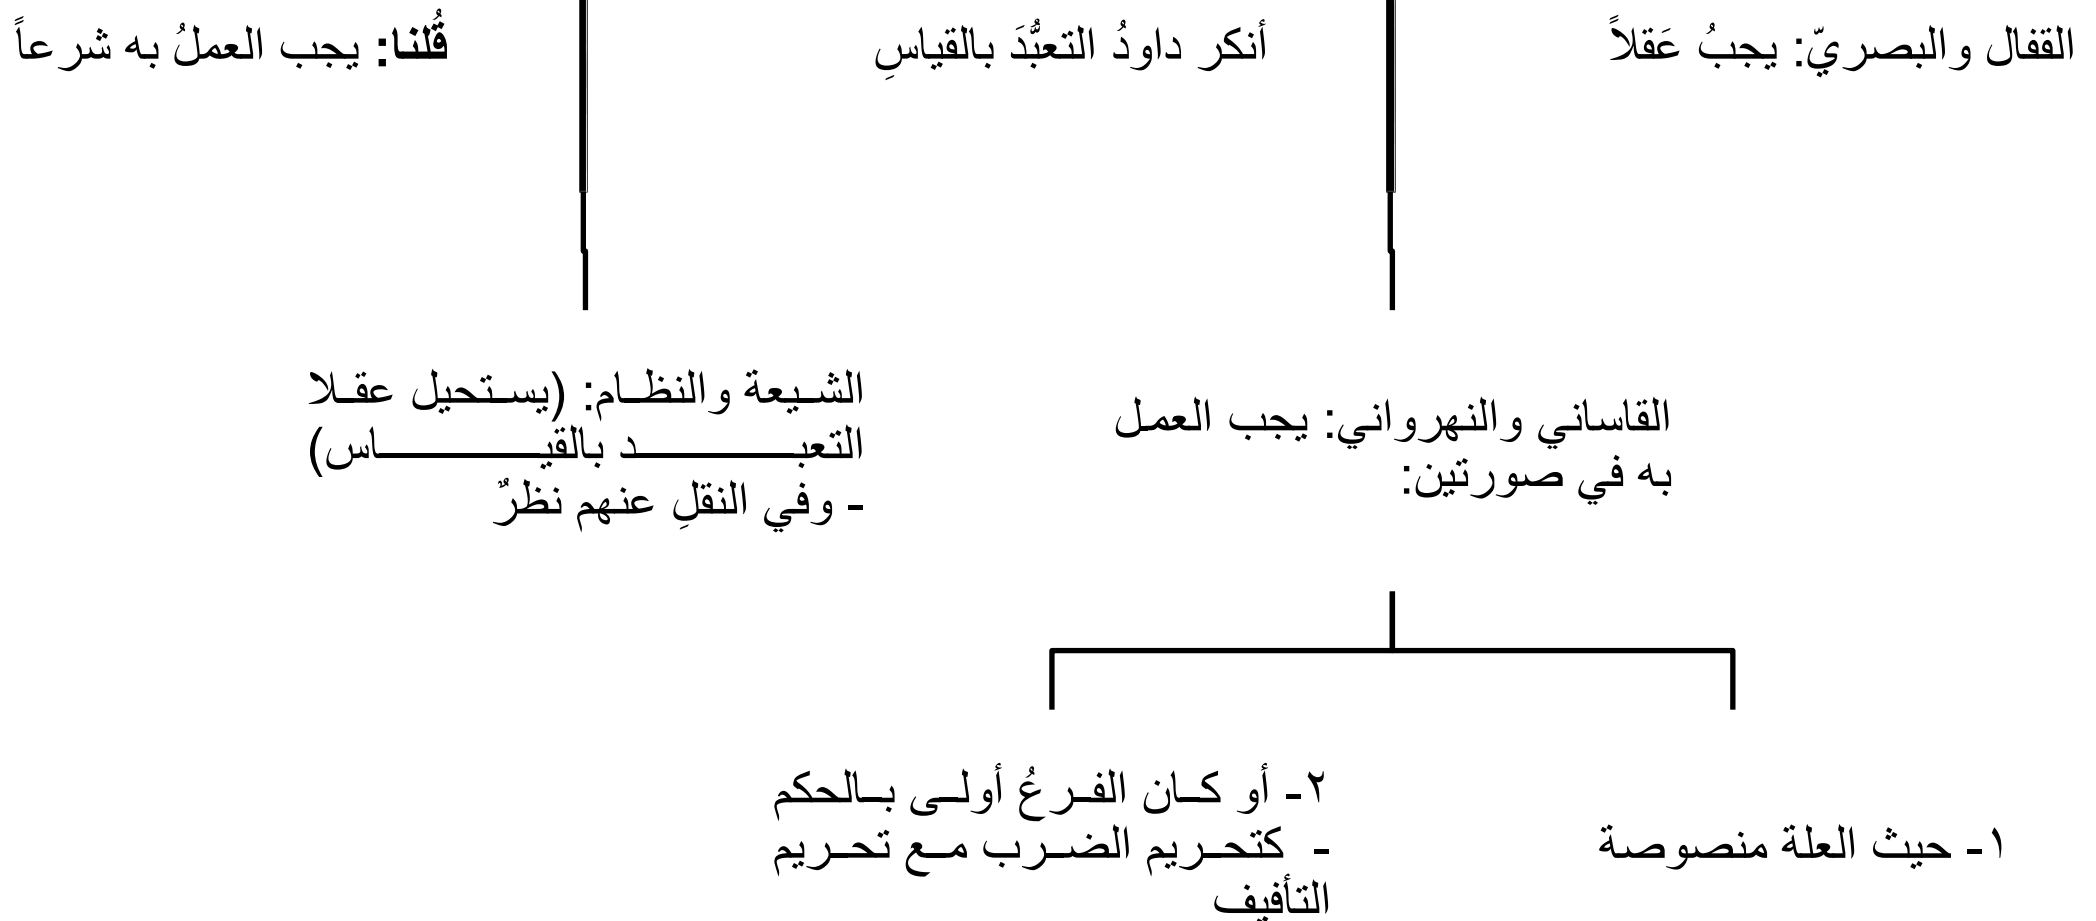 القفال والبصريّ: يجبُ عَقلاً
أنكر داودُ التعبُّدَ بالقياسِ
قُلنا: يجب العملُ به شرعاً
القاساني والنهرواني: يجب العمل
به في صورتين:
الشيعة والنظام: (يستحيل عقلا
التعبد بالقياس)
- وفي النقلِ عنهم نظرٌ
١- حيث العلة منصوصة
٢- أو كان الفرعُ أولى بالحكم
- كتحريم الضرب مع تحريم
التأفيف